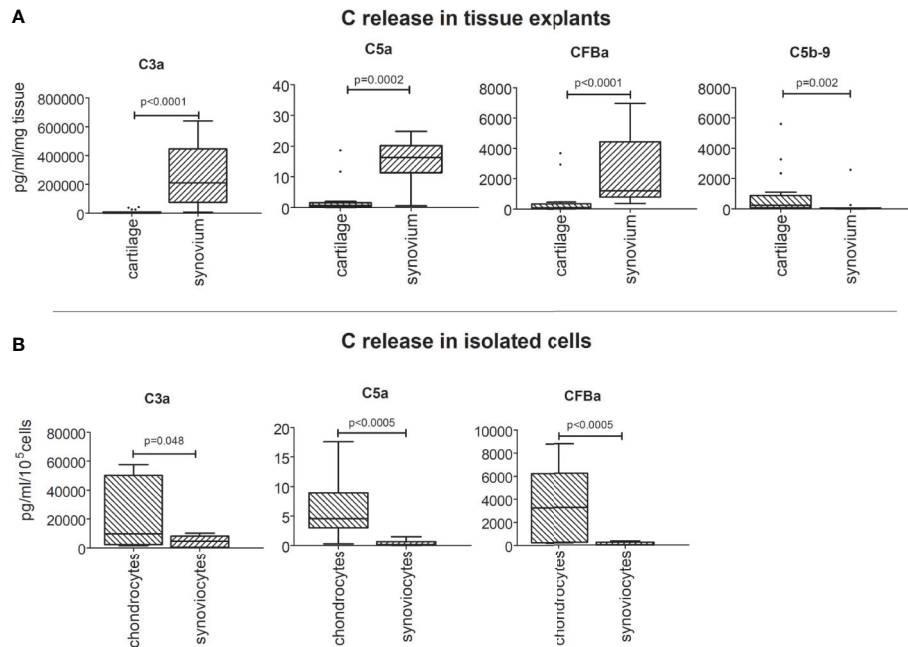 A
C release in tissue explants
C3a
C5a
CFBa
C5b-9
pg/ml/mg tissue
800000
600000
400000
200000
0
p<0.0001
cartilage
synovium
40
30
20
10
0
p=0.0002
cartilage
synovium
8000
6000
4000
2000
0
p<0.0001
cartilage
synovium
8000
6000
4000
2000
0
p=0.002
cartilage
synovium
B
C release in isolated cells
C3a
C5a
CFBa
pg/ml/10⁵cells
80000
60000
40000
20000
0
p=0.048
chondrocytes
synoviocytes
20
15
10
5
0
p<0.0005
chondrocytes
synoviocytes
10000
8000
6000
4000
2000
0
p<0.0005
chondrocytes
synoviocytes